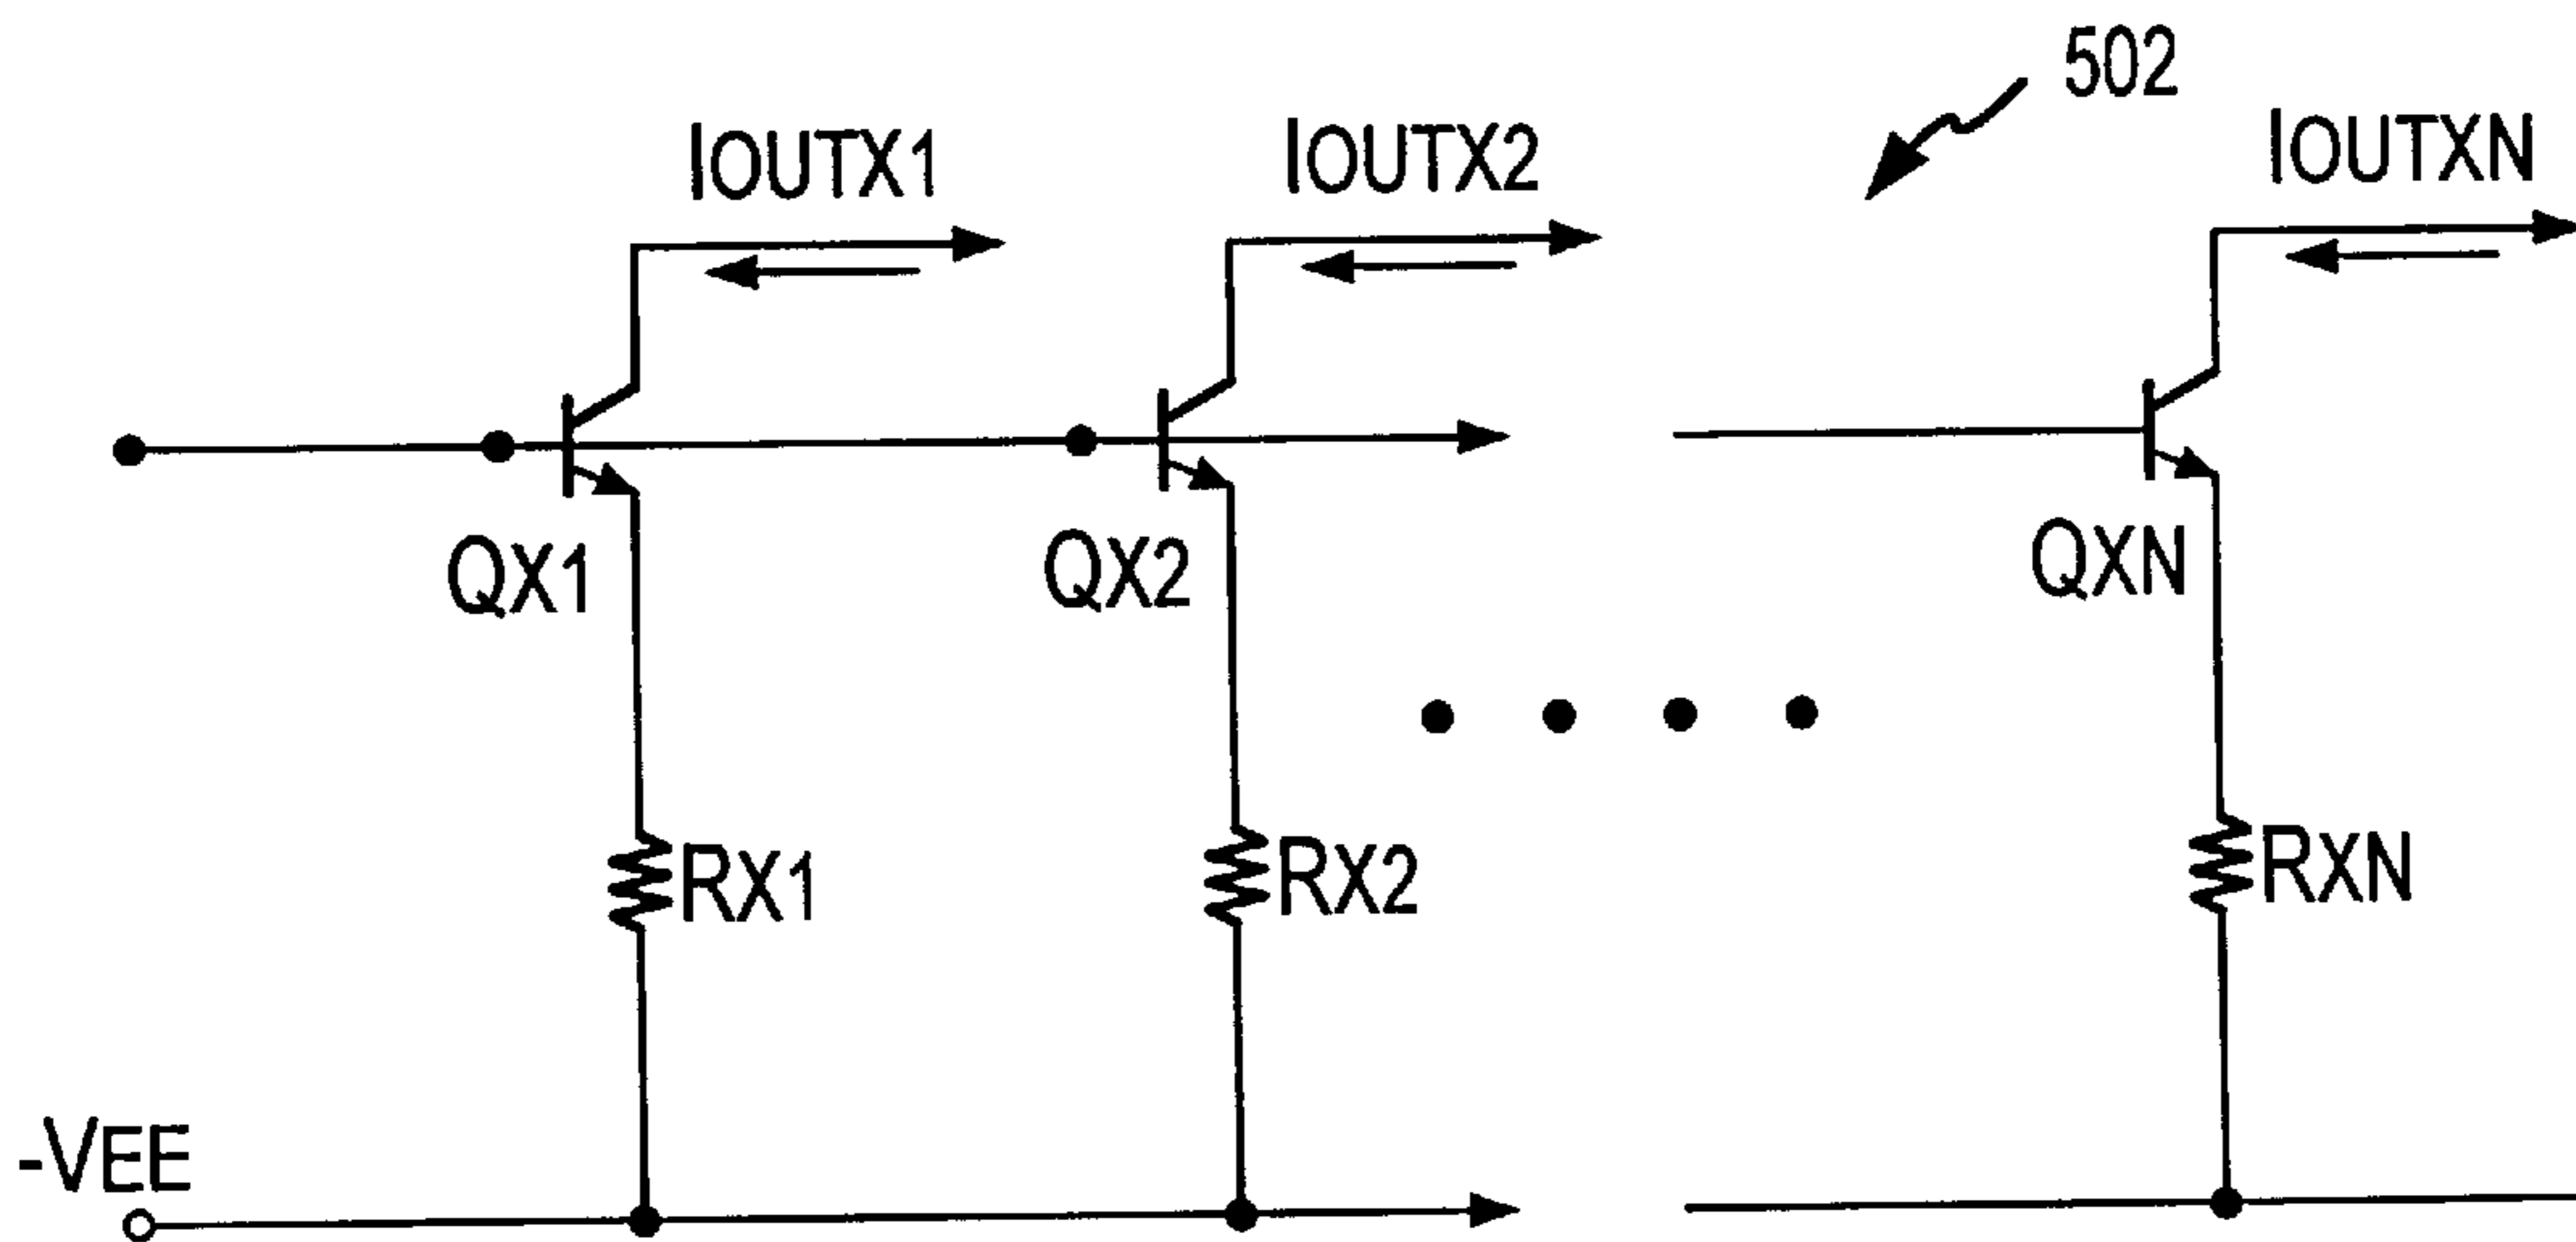 502
IOUTX1
IOUTX2
IOUTXN
QX1
QX2
QXN
RX1
RX2
RXN
-VEE